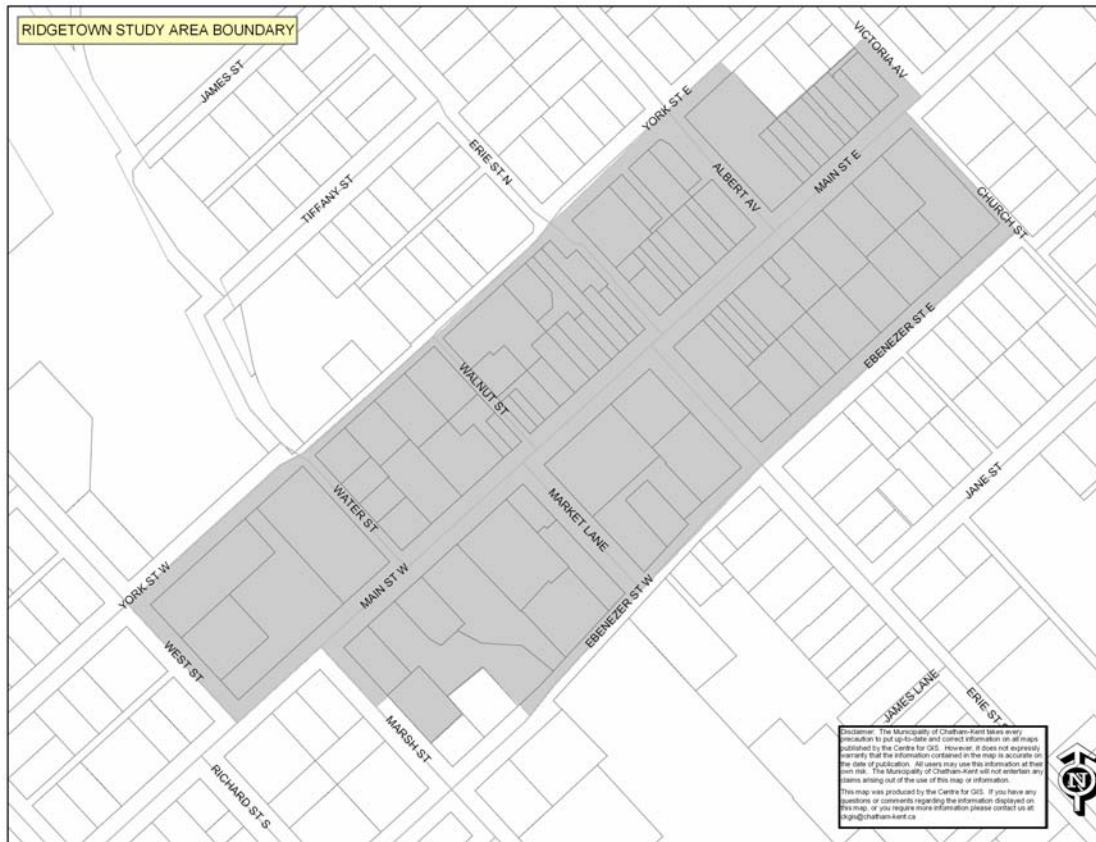 RIDGETOWN STUDY AREA BOUNDARY
VICTORIA AV
JAMES ST
YORK ST E
ERIE ST N
ALBERT AV
MAIN ST E
TIFFANY ST
CHURCH ST
EBENEZER ST E
WALNUT ST
JANE ST
WATER ST
MARKET LANE
MAIN ST W
YORK ST W
EBENEZER ST W
WEST ST
JAMES LANE
ERIE ST S
MARSH ST
RICHARD ST S
Disclaimer: The Municipality of Chatham-Kent takes every
precaution to put up-to-date and correct information on all maps
published by the Centre for GIS. However, it does not expressly
warranty that the information contained in the map is accurate on
the date of publication. All users may use this information at their
own risk. The Municipality of Chatham-Kent will not entertain any
claims arising out of the use of this map or information.
This map was produced by the Centre for GIS. If you have any
questions or comments regarding the information displayed on
this map, or you require more information please contact us at:
ckgis@chatham-kent.ca
N